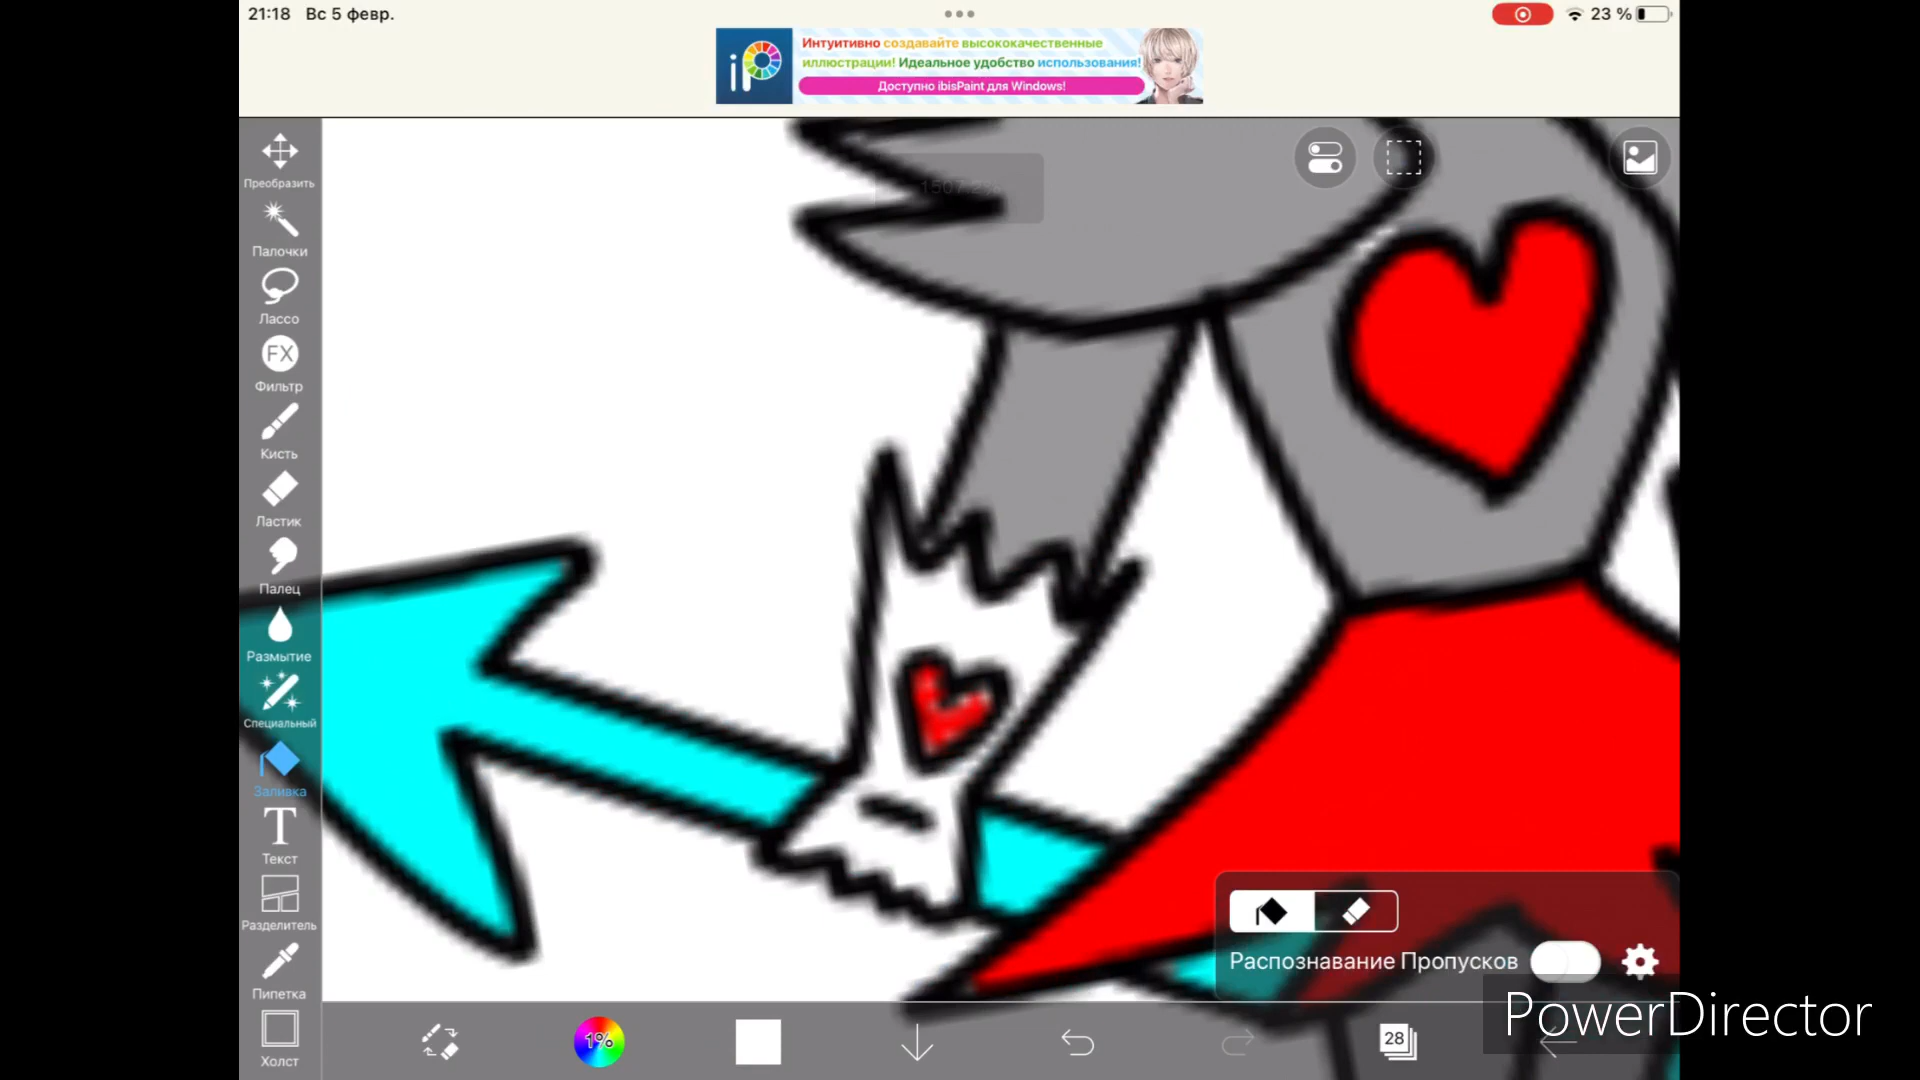 21:18 Вс 5 февр.
23 %
iP
Интуитивно создавайте высококачественные
иллюстрации! Идеальное удобство использования!
Доступно ibisPaint для Windows!
Преобразить
Палочки
Лассо
FX
Фильтр
Кисть
Ластик
Палец
Размытие
Специальный
Заливка
T
Текст
Разделитель
Пипетка
Холст
Распознавание Пропусков
1%
28
PowerDirector